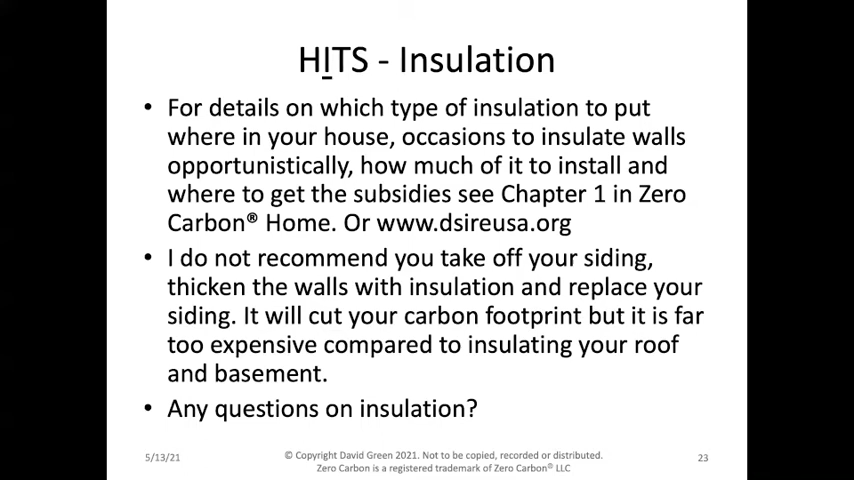 HITS - Insulation
• For details on which type of insulation to put
where in your house, occasions to insulate walls
opportunistically, how much of it to install and
where to get the subsidies see Chapter 1 in Zero
Carbon® Home. Or www.dsireusa.org
• I do not recommend you take off your siding,
thicken the walls with insulation and replace your
siding. It will cut your carbon footprint but it is far
too expensive compared to insulating your roof
and basement.
• Any questions on insulation?
5/13/21
© Copyright David Green 2021. Not to be copied, recorded or distributed.
Zero Carbon is a registered trademark of Zero Carbon® LLC
23